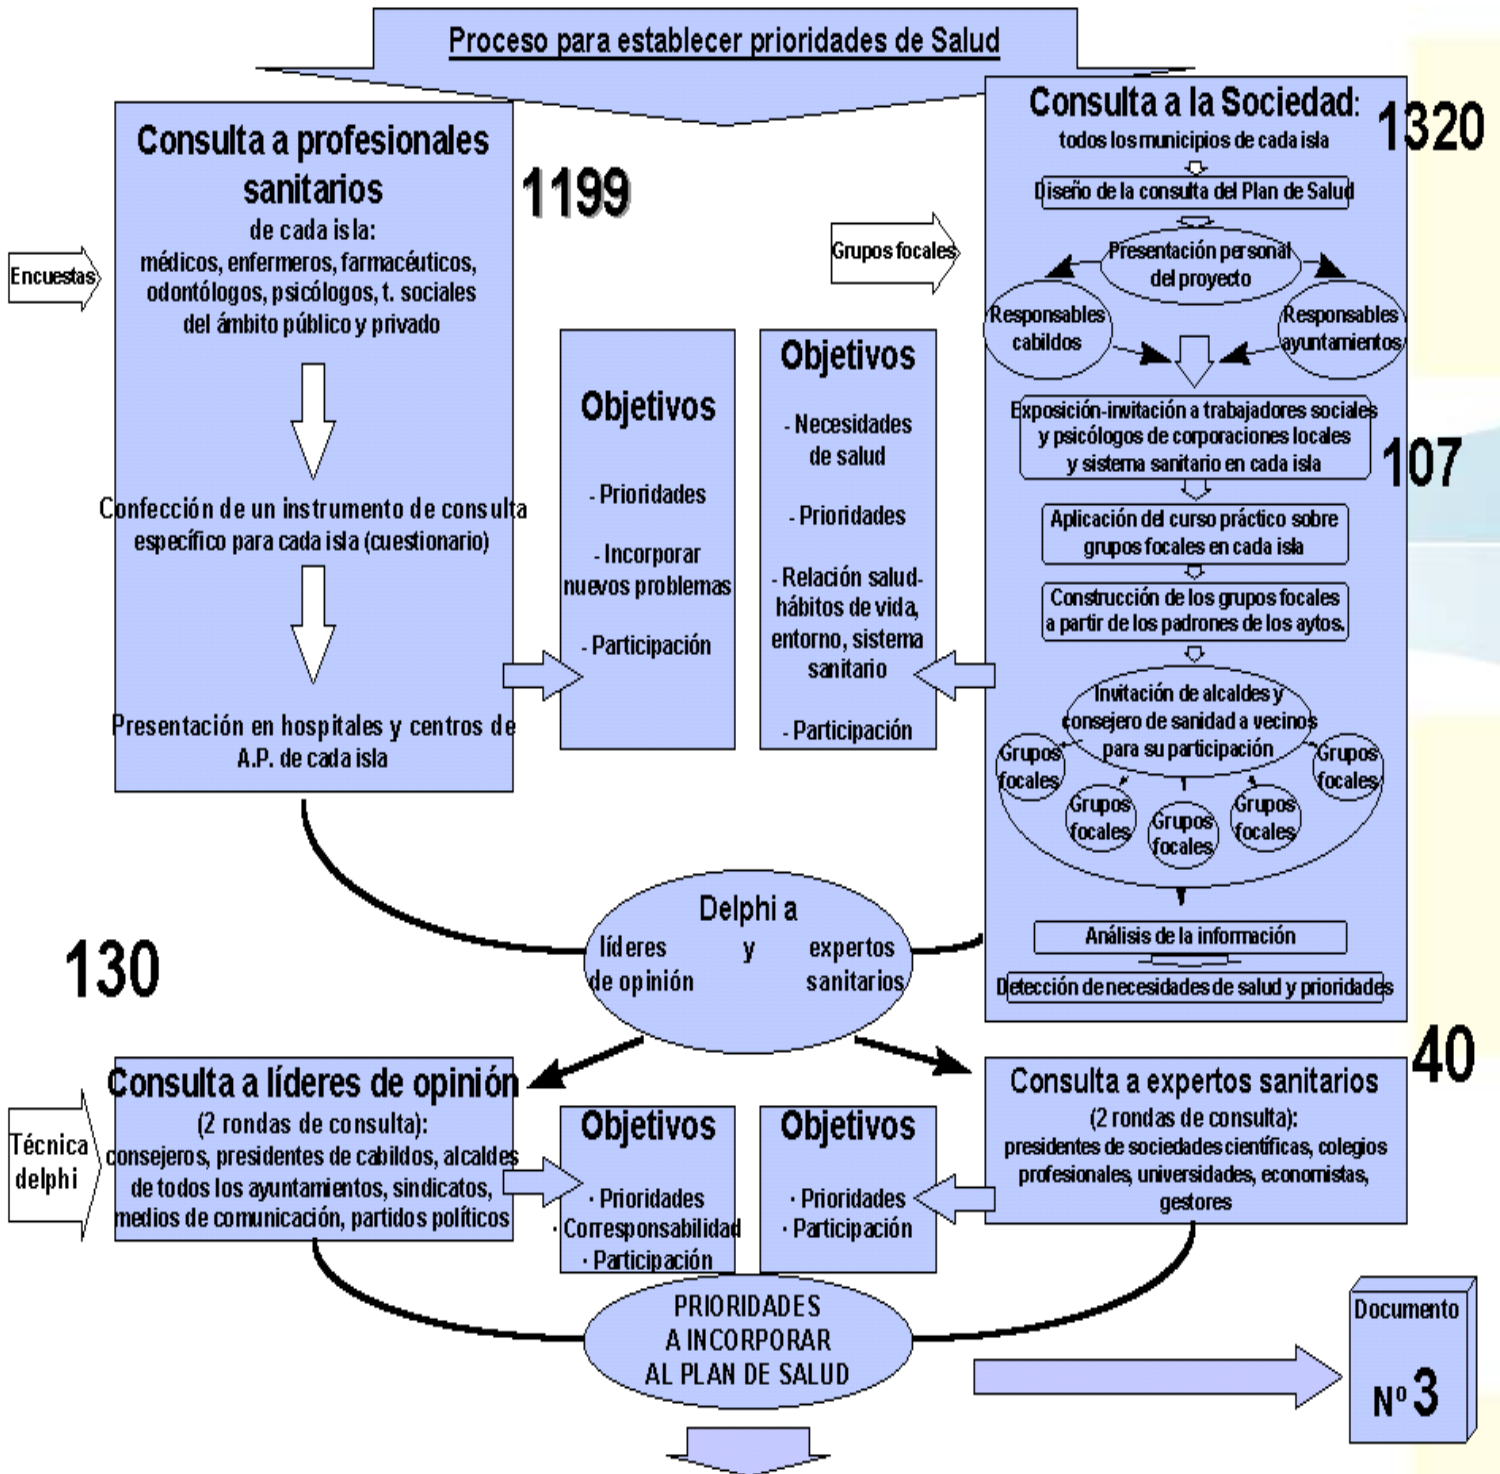 Proceso para establecer prioridades de Salud
Consulta a profesionales
sanitarios
de cada isla:
médicos, enfermeros, farmacéuticos,
odontólogos, psicólogos, t. sociales
del ámbito público y privado
1199
Encuestas
Confección de un instrumento de consulta
específico para cada isla (cuestionario)
Presentación en hospitales y centros de
A.P. de cada isla
Objetivos
- Prioridades
- Incorporar
nuevos problemas
- Participación
Objetivos
- Necesidades
de salud
- Prioridades
- Relación salud-
hábitos de vida,
entorno, sistema
sanitario
- Participación
Grupos focales
Consulta a la Sociedad:
todos los municipios de cada isla
1320
Diseño de la consulta del Plan de Salud
Presentación personal
del proyecto
Responsables
cabildos
Responsables
ayuntamientos
Exposición-invitación a trabajadores sociales
y psicólogos de corporaciones locales
y sistema sanitario en cada isla
107
Aplicación del curso práctico sobre
grupos focales en cada isla
Construcción de los grupos focales
a partir de los padrones de los aytos.
Invitación de alcaldes y
consejero de sanidad a vecinos
para su participación
Grupos
focales
Grupos
focales
Grupos
focales
Grupos
focales
Grupos
focales
Análisis de la información
Detección de necesidades de salud y prioridades
Delphi a
líderes y expertos
de opinión sanitarios
130
Técnica
delphi
Consulta a líderes de opinión
(2 rondas de consulta):
consejeros, presidentes de cabildos, alcaldes
de todos los ayuntamientos, sindicatos,
medios de comunicación, partidos políticos
Objetivos
· Prioridades
· Corresponsabilidad
· Participación
Objetivos
· Prioridades
· Participación
40
Consulta a expertos sanitarios
(2 rondas de consulta):
presidentes de sociedades científicas, colegios
profesionales, universidades, economistas,
gestores
PRIORIDADES
A INCORPORAR
AL PLAN DE SALUD
Documento
Nº 3